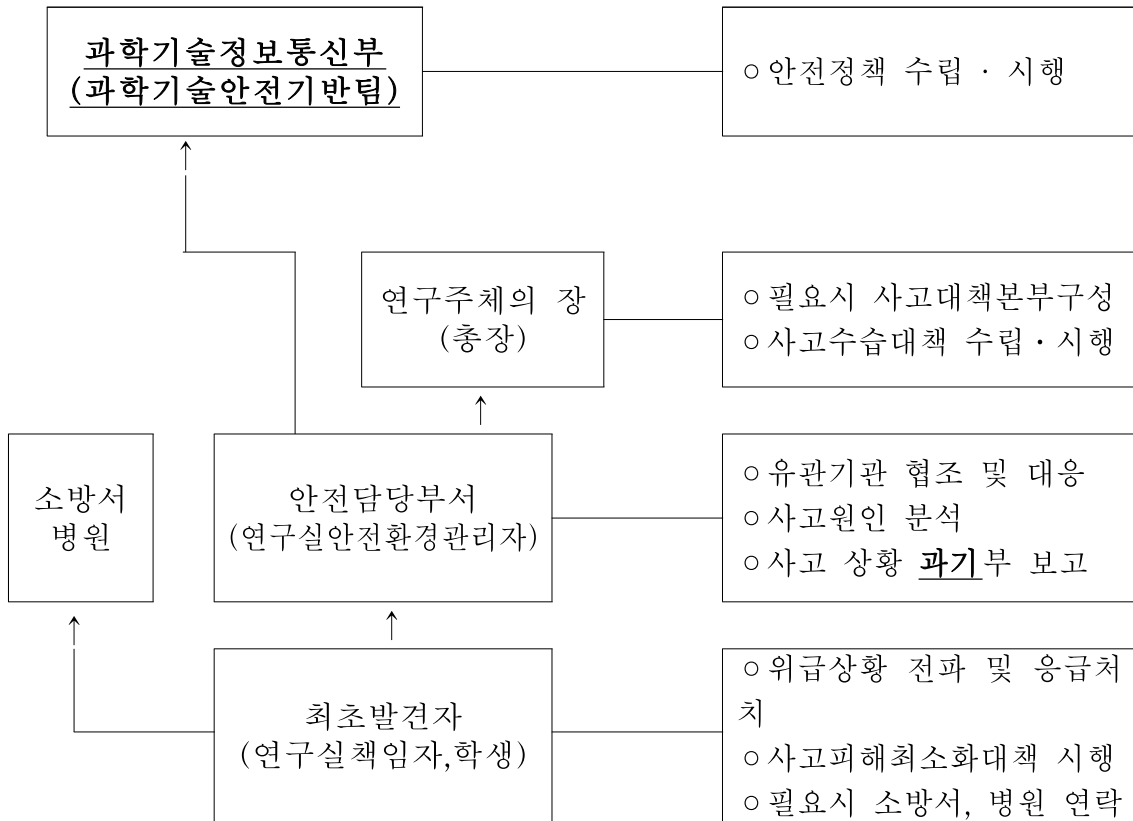 과학기술정보통신부
(과학기술안전기반팀)
○ 안전정책 수립 · 시행
연구주체의 장
(총장)
○ 필요시 사고대책본부구성
○ 사고수습대책 수립 · 시행
소방서
병원
안전담당부서
(연구실안전환경관리자)
○ 유관기관 협조 및 대응
○ 사고원인 분석
○ 사고 상황 과기부 보고
최초발견자
(연구실책임자,학생)
○ 위급상황 전파 및 응급처
치
○ 사고피해최소화대책 시행
○ 필요시 소방서, 병원 연락